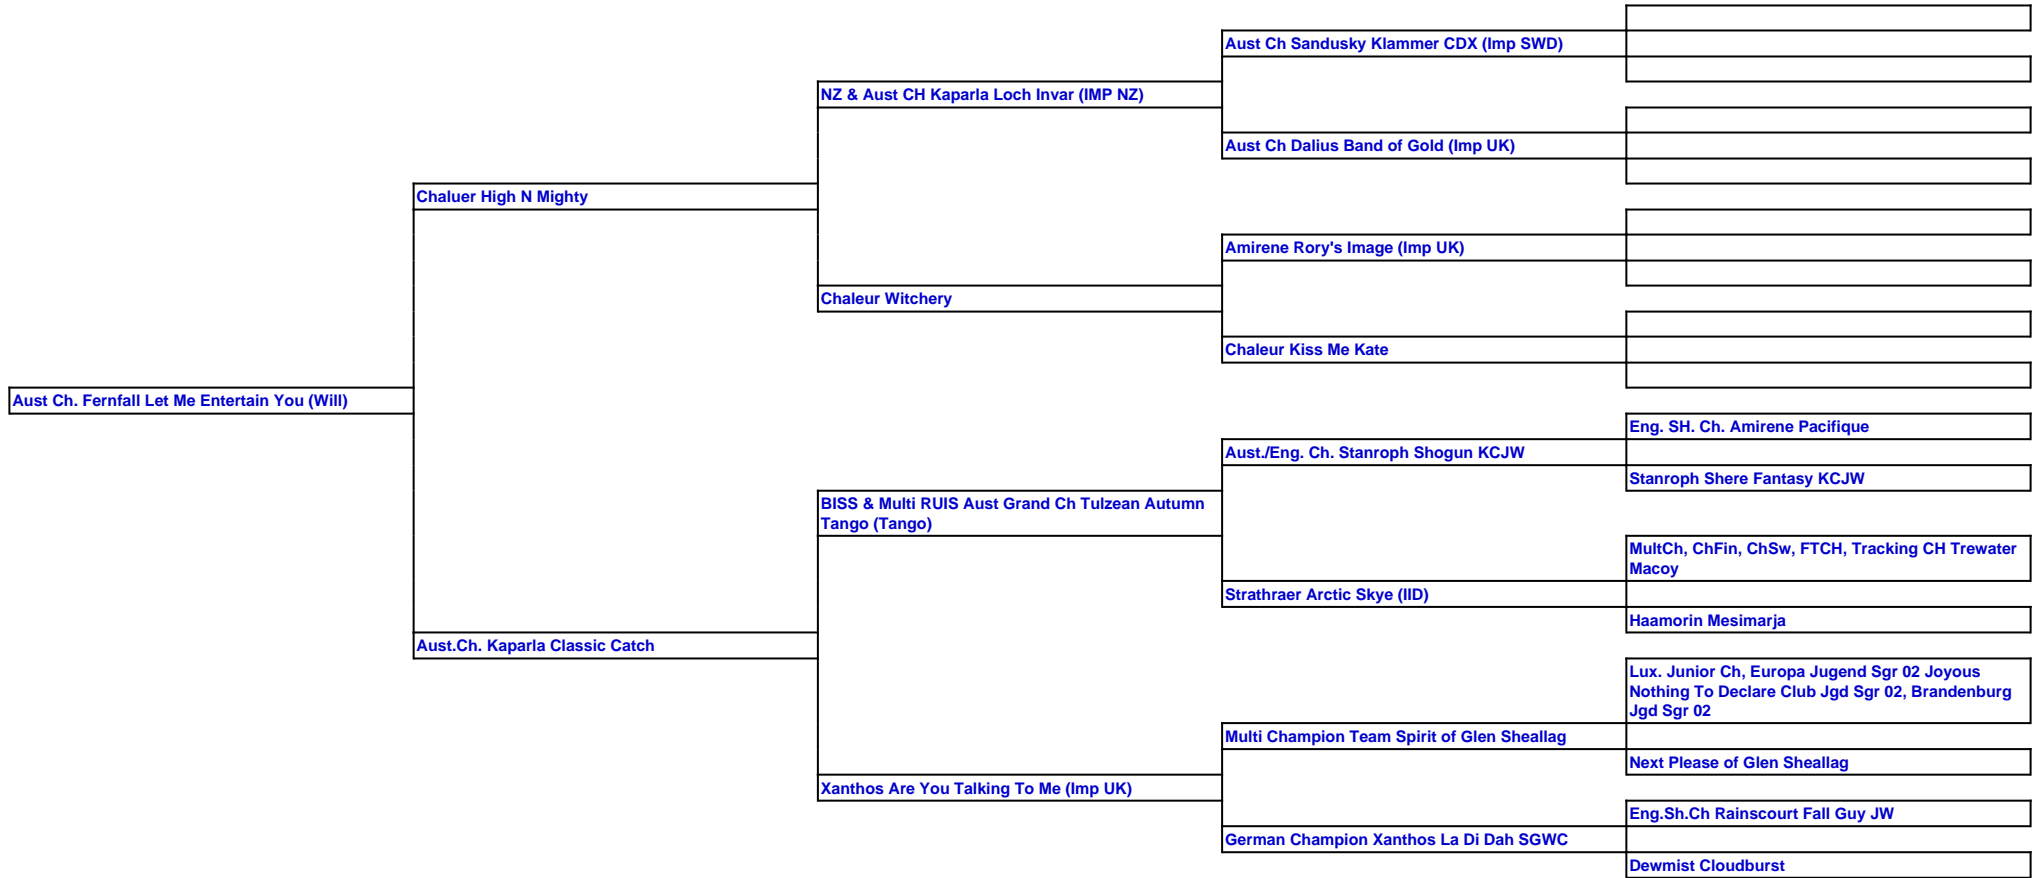 Aust Ch Sandusky Klammer CDX (Imp SWD)
NZ & Aust CH Kaparla Loch Invar (IMP NZ)
Aust Ch Dalius Band of Gold (Imp UK)
Chaluer High N Mighty
Amirene Rory's Image (Imp UK)
Chaleur Witchery
Chaleur Kiss Me Kate
Aust Ch. Fernfall Let Me Entertain You (Will)
Eng. SH. Ch. Amirene Pacifique
Aust./Eng. Ch. Stanroph Shogun KCJW
Stanroph Shere Fantasy KCJW
BISS & Multi RUIS Aust Grand Ch Tulzean Autumn
Tango (Tango)
MultCh, ChFin, ChSw, FTCH, Tracking CH Trewater
Macoy
Strathraer Arctic Skye (IID)
Haamorin Mesimarja
Aust.Ch. Kaparla Classic Catch
Lux. Junior Ch, Europa Jugend Sgr 02 Joyous
Nothing To Declare Club Jgd Sgr 02, Brandenburg
Jgd Sgr 02
Multi Champion Team Spirit of Glen Sheallag
Next Please of Glen Sheallag
Xanthos Are You Talking To Me (Imp UK)
Eng.Sh.Ch Rainscourt Fall Guy JW
German Champion Xanthos La Di Dah SGWC
Dewmist Cloudburst